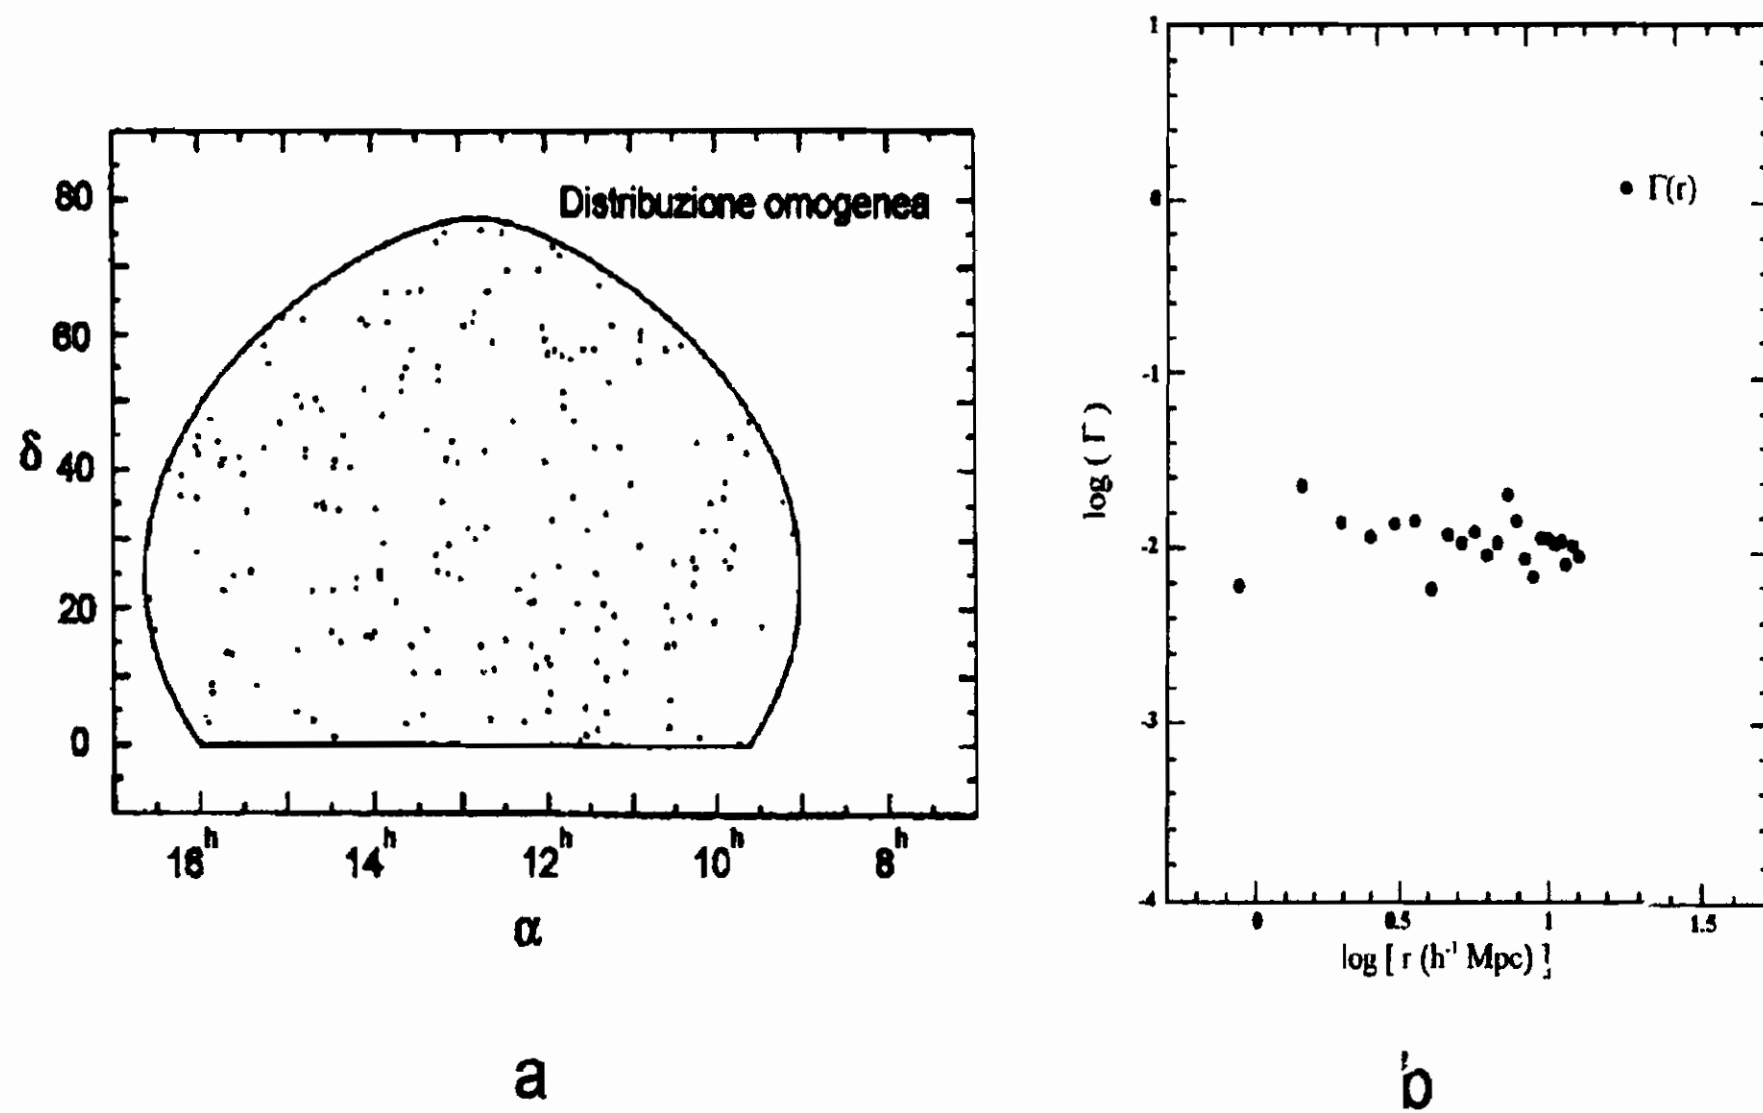 Distribuzione omogenea
80
60
δ
40
20
0
16h
14h
12h
10h
8h
α
a
1
0
Γ(r)
-1
log ( Γ )
-2
-3
-4
0
0.5
1
1.5
log [ r (h⁻¹ Mpc) ]
b